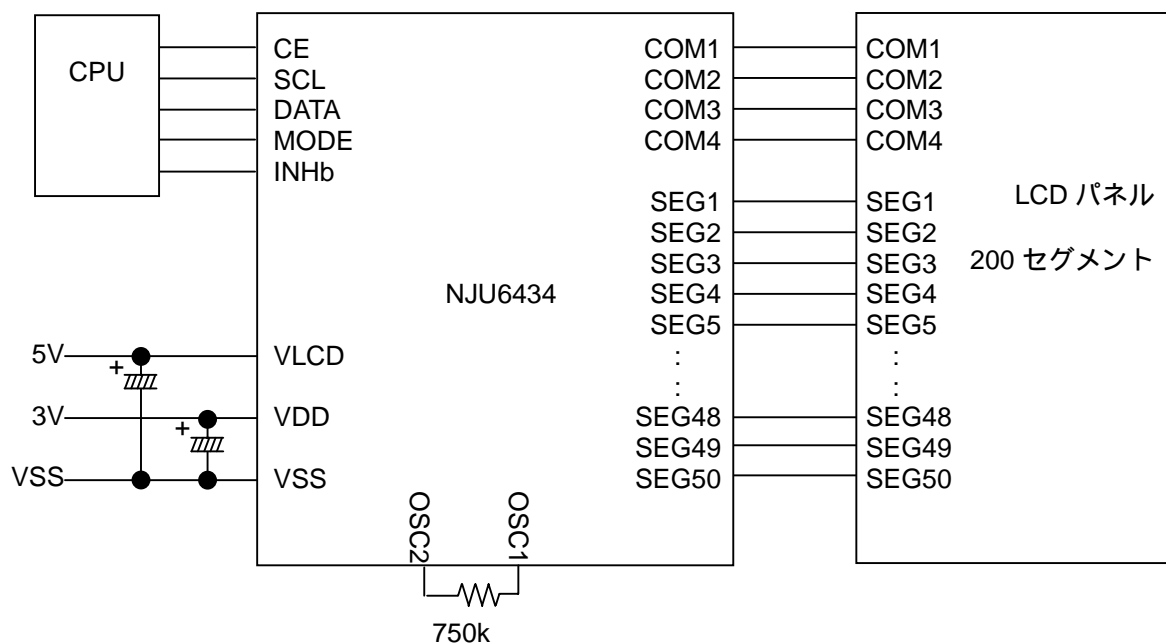 CPU
CE
SCL
DATA
MODE
INHb
5V
+
VLCD
3V
+
VDD
VSS
VSS
NJU6434
OSC2
OSC1
750k
COM1
COM2
COM3
COM4
SEG1
SEG2
SEG3
SEG4
SEG5
:
:
SEG48
SEG49
SEG50
COM1
COM2
COM3
COM4
SEG1
SEG2
SEG3
SEG4
SEG5
:
:
SEG48
SEG49
SEG50
LCD パネル
200 セグメント